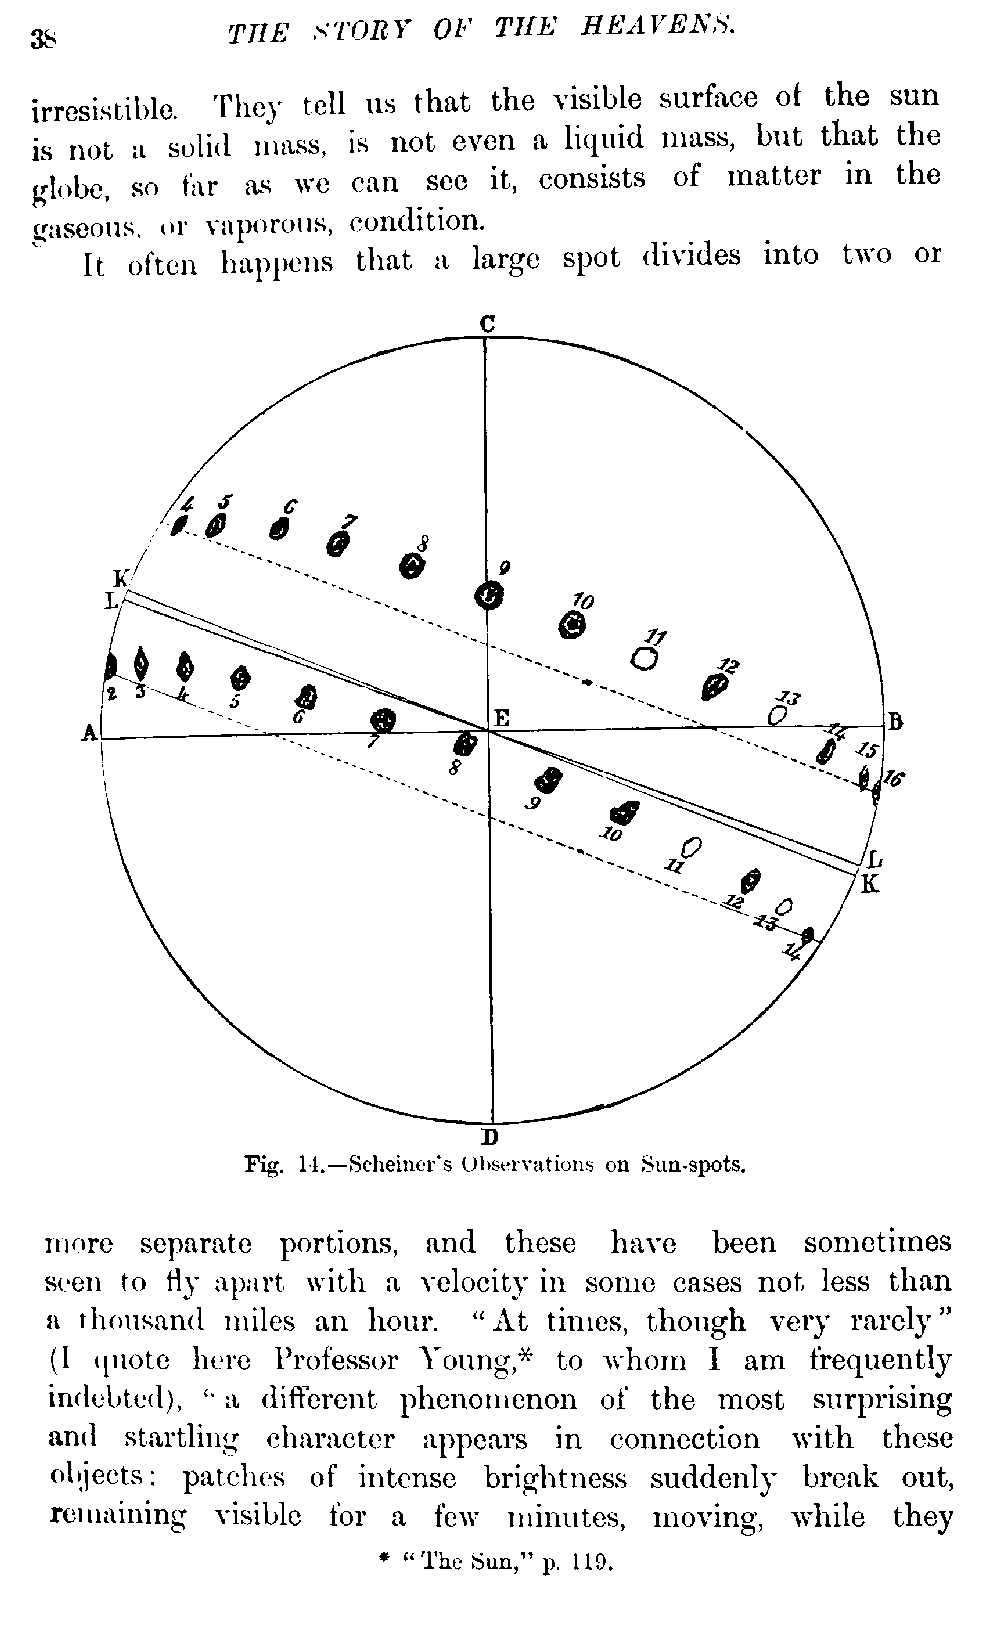 38
THE STORY OF THE HEAVENS.
irresistible. They tell us that the visible surface of the sun
is not a solid mass, is not even a liquid mass, but that the
globe, so far as we can see it, consists of matter in the
gaseous, or vaporous, condition.
It often happens that a large spot divides into two or
C
4 5 6 7 8 9 10 11 12 13 14 15 16
K
L
2 3 4 5 6 7 8 9 10 11 12 13 14
A
E
B
L
K
D
Fig. 14.—Scheiner's Observations on Sun-spots.
more separate portions, and these have been sometimes
seen to fly apart with a velocity in some cases not less than
a thousand miles an hour. "At times, though very rarely"
(I quote here Professor Young,* to whom I am frequently
indebted), "a different phenomenon of the most surprising
and startling character appears in connection with these
objects: patches of intense brightness suddenly break out,
remaining visible for a few minutes, moving, while they
* "The Sun," p. 119.